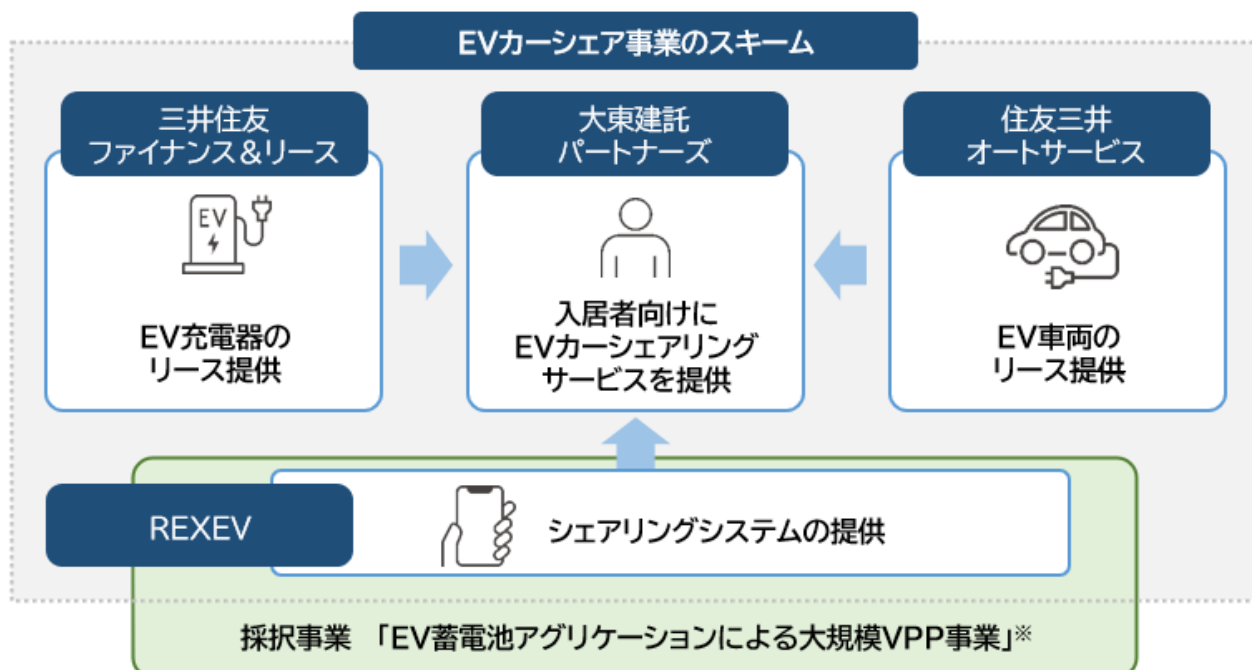 EVカーシェア事業のスキーム
三井住友
ファイナンス&リース
EV
EV充電器の
リース提供
大東建託
パートナーズ
入居者向けに
EVカーシェアリング
サービスを提供
住友三井
オートサービス
EV車両の
リース提供
REXEV
シェアリングシステムの提供
採択事業 「EV蓄電池アグリケーションによる大規模VPP事業」※